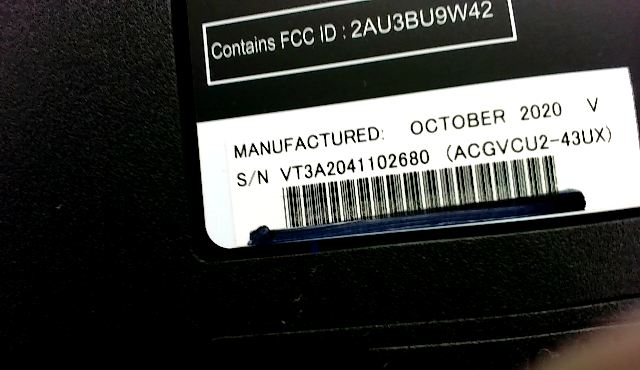 Contains FCC ID : 2AU3BU9W42
MANUFACTURED: OCTOBER 2020 V
S/N VT3A2041102680 (ACGVCU2-43UX)